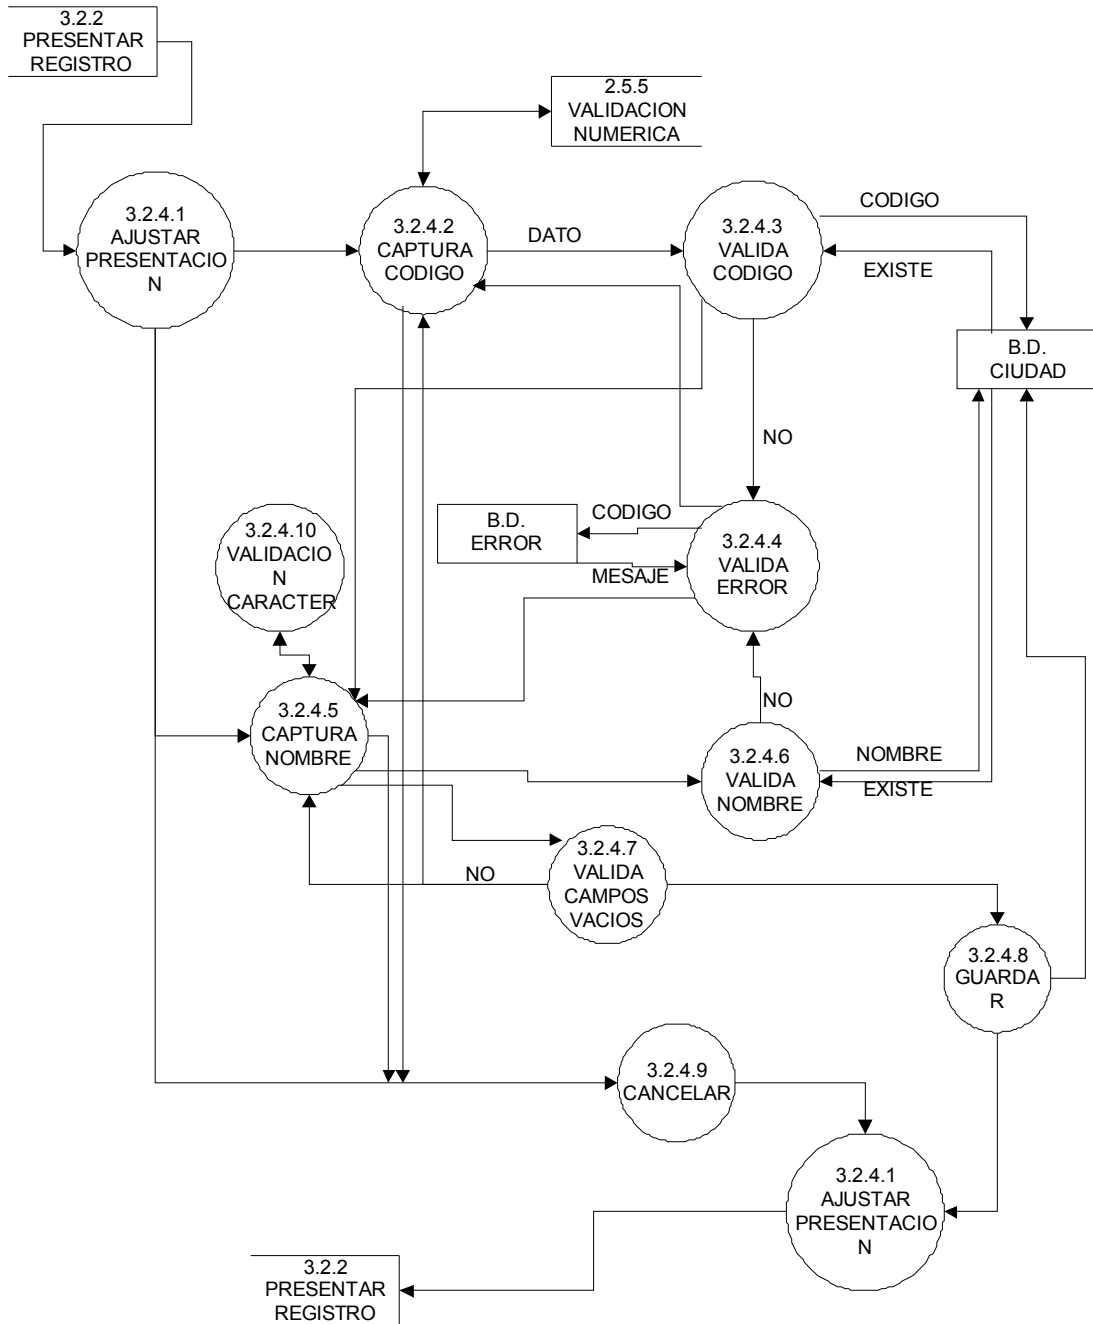 3.2.2
PRESENTAR
REGISTRO
2.5.5
VALIDACION
NUMERICA
3.2.4.1
AJUSTAR
PRESENTACIO
N
3.2.4.2
CAPTURA
CODIGO
DATO
3.2.4.3
VALIDA
CODIGO
CODIGO
EXISTE
B.D.
CIUDAD
NO
B.D.
ERROR
CODIGO
MESAJE
3.2.4.4
VALIDA
ERROR
3.2.4.10
VALIDACIO
N
CARACTER
NO
3.2.4.5
CAPTURA
NOMBRE
3.2.4.6
VALIDA
NOMBRE
NOMBRE
EXISTE
3.2.4.7
VALIDA
CAMPOS
VACIOS
NO
3.2.4.8
GUARDA
R
3.2.4.9
CANCELAR
3.2.4.1
AJUSTAR
PRESENTACIO
N
3.2.2
PRESENTAR
REGISTRO